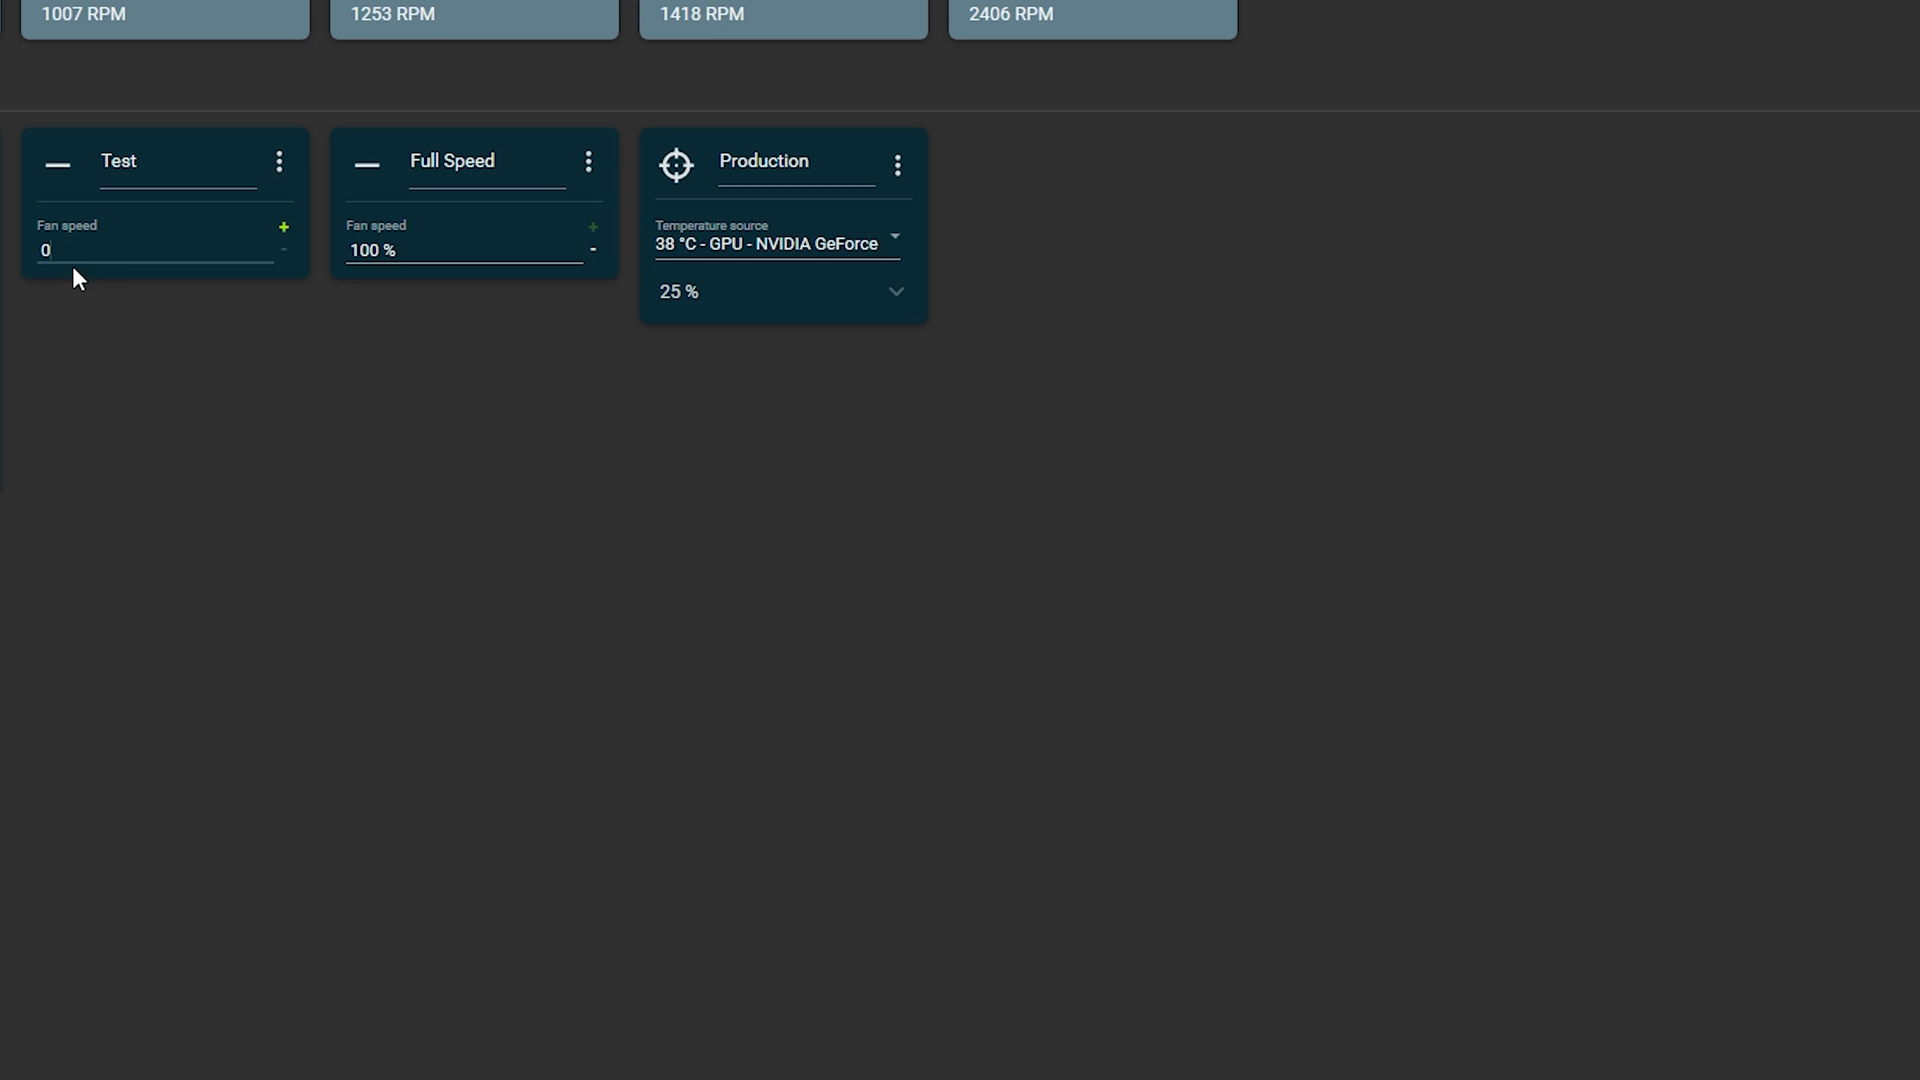 1007 RPM
1253 RPM
1418 RPM
2406 RPM
Test
Full Speed
Production
Fan speed
+
0
-
Fan speed
+
100 %
-
Temperature source
38 °C - GPU - NVIDIA GeForce
25 %